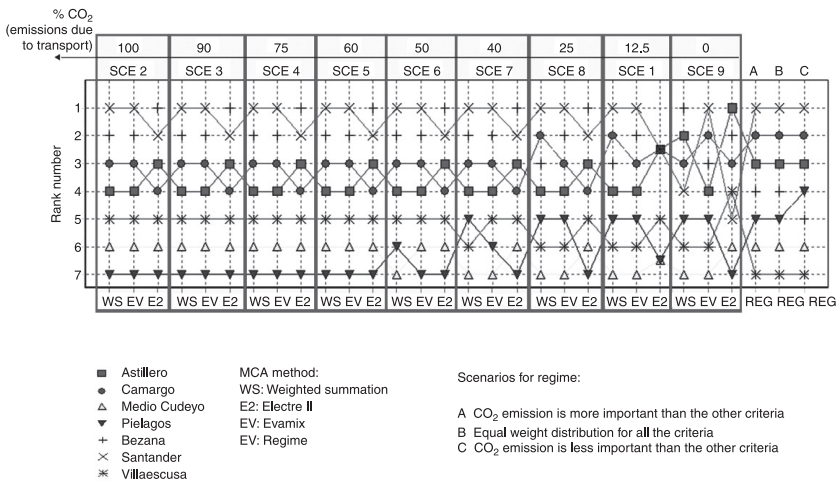 % CO2
(emissions due
to transport)
100 90 75 60 50 40 25 12.5 0
SCE 2 SCE 3 SCE 4 SCE 5 SCE 6 SCE 7 SCE 8 SCE 1 SCE 9 A B C
Rank number
1
2
3
4
5
6
7
WS EV E2 WS EV E2 WS EV E2 WS EV E2 WS EV E2 WS EV E2 WS EV E2 WS EV E2 WS EV E2 REG REG REG
Astillero
Camargo
Medio Cudeyo
Pielagos
Bezana
Santander
Villaescusa
MCA method:
WS: Weighted summation
E2: Electre II
EV: Evamix
EV: Regime
Scenarios for regime:
A CO2 emission is more important than the other criteria
B Equal weight distribution for all the criteria
C CO2 emission is less important than the other criteria